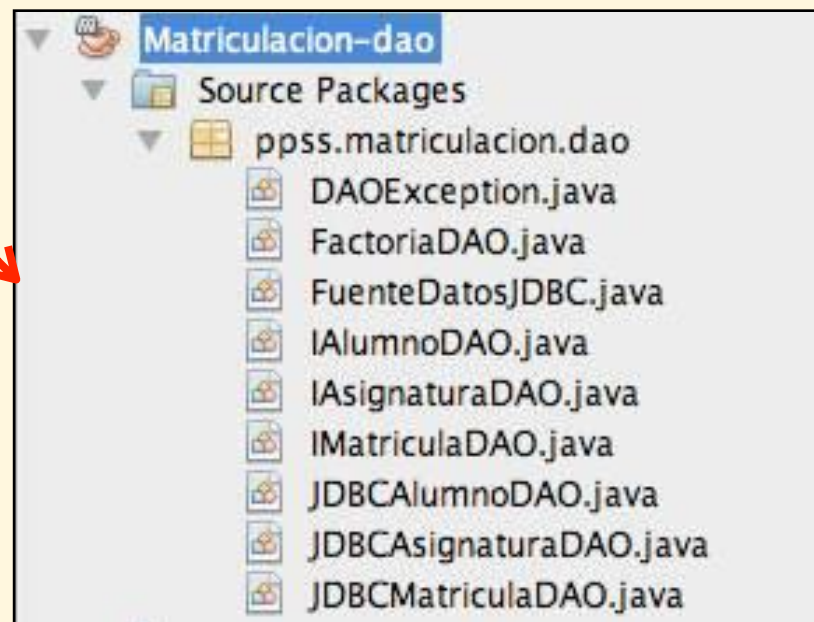 Matriculacion-dao
Source Packages
ppss.matriculacion.dao
DAOException.java
FactoriaDAO.java
FuenteDatosJDBC.java
IAlumnoDAO.java
IAsignaturaDAO.java
IMatriculaDAO.java
JDBCAlumnoDAO.java
JDBCAsignaturaDAO.java
JDBCMatriculaDAO.java